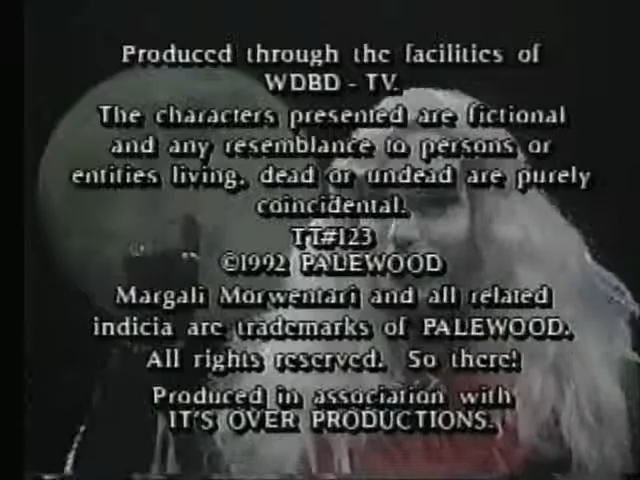 Produced through the facilities of
WDBD - TV.
The characters presented are fictional
and any resemblance to persons or
entities living, dead or undead are purely
coincidental.
TT#123
©1992 PALEWOOD
Margali Morwentari and all related
indicia are trademarks of PALEWOOD.
All rights reserved. So there!
Produced in association with
IT'S OVER PRODUCTIONS.